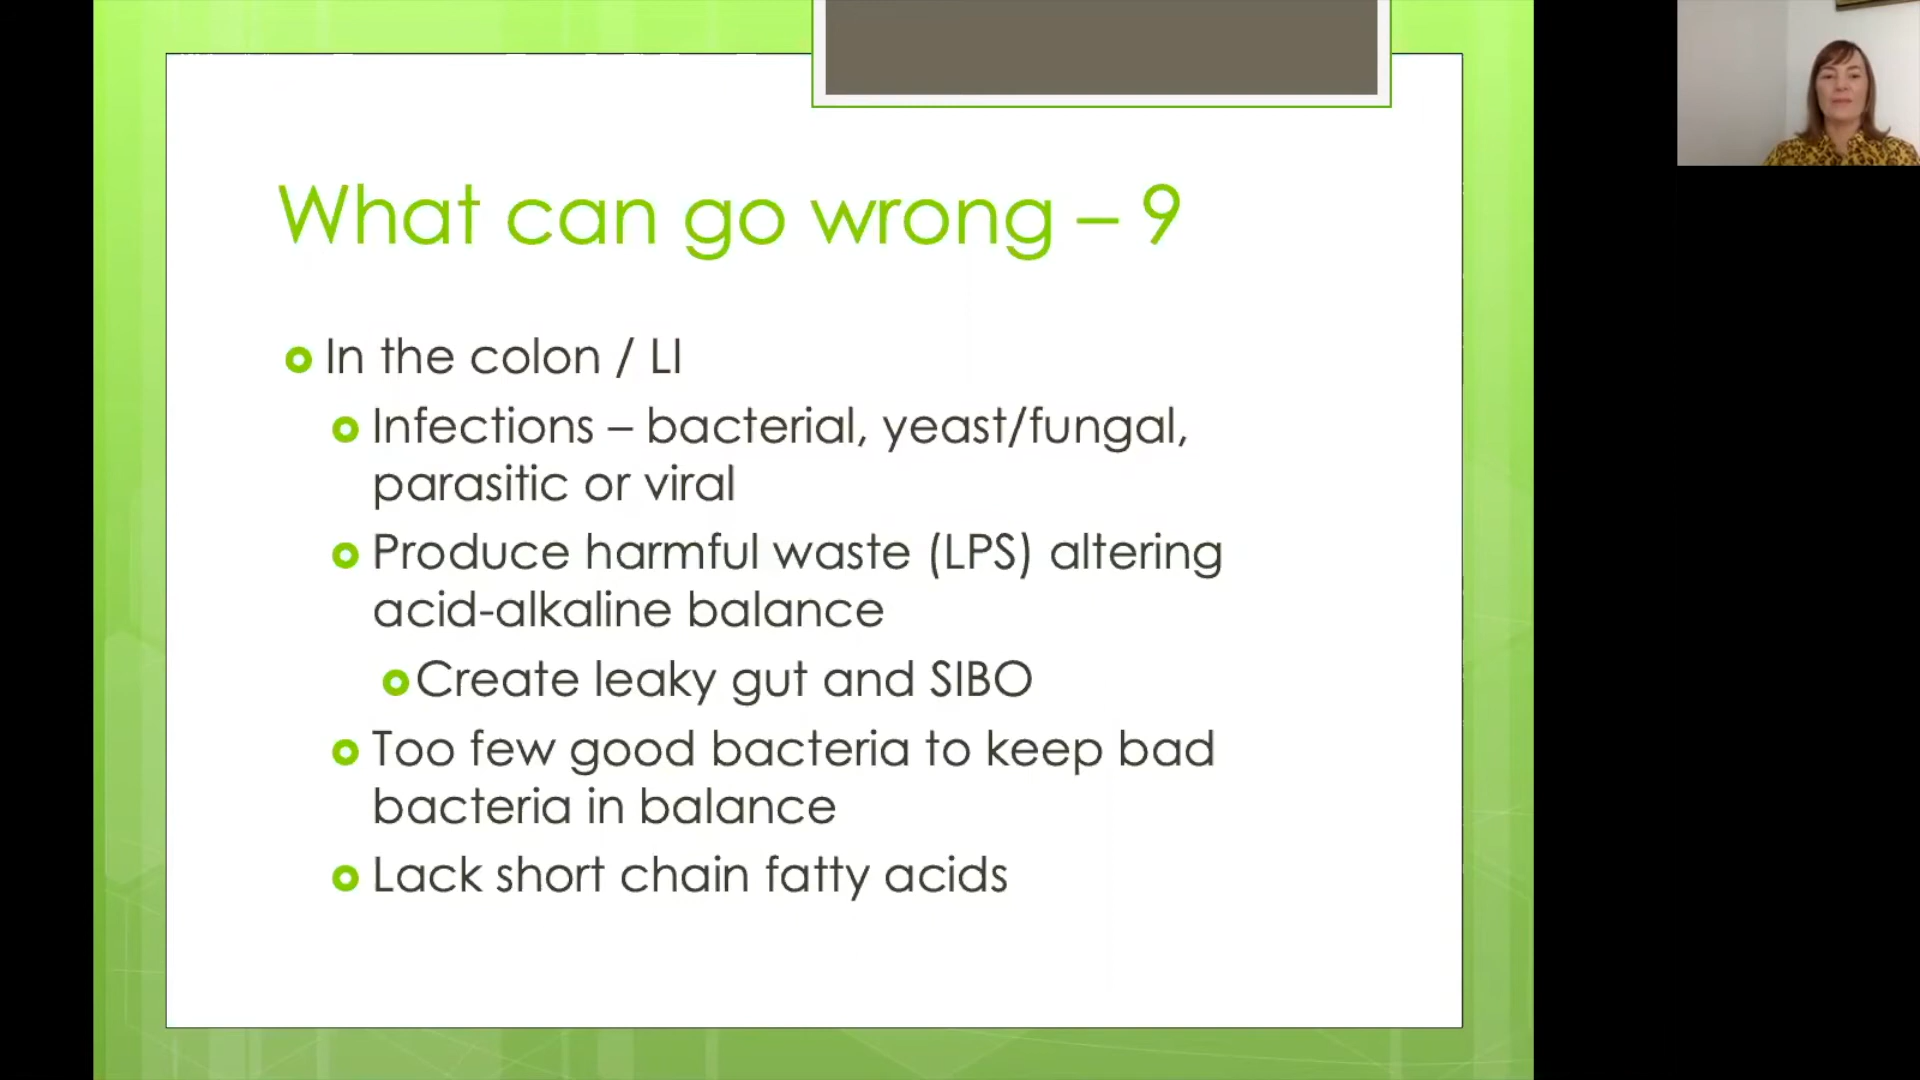 What can go wrong – 9
In the colon / LI
Infections – bacterial, yeast/fungal,
parasitic or viral
Produce harmful waste (LPS) altering
acid-alkaline balance
Create leaky gut and SIBO
Too few good bacteria to keep bad
bacteria in balance
Lack short chain fatty acids